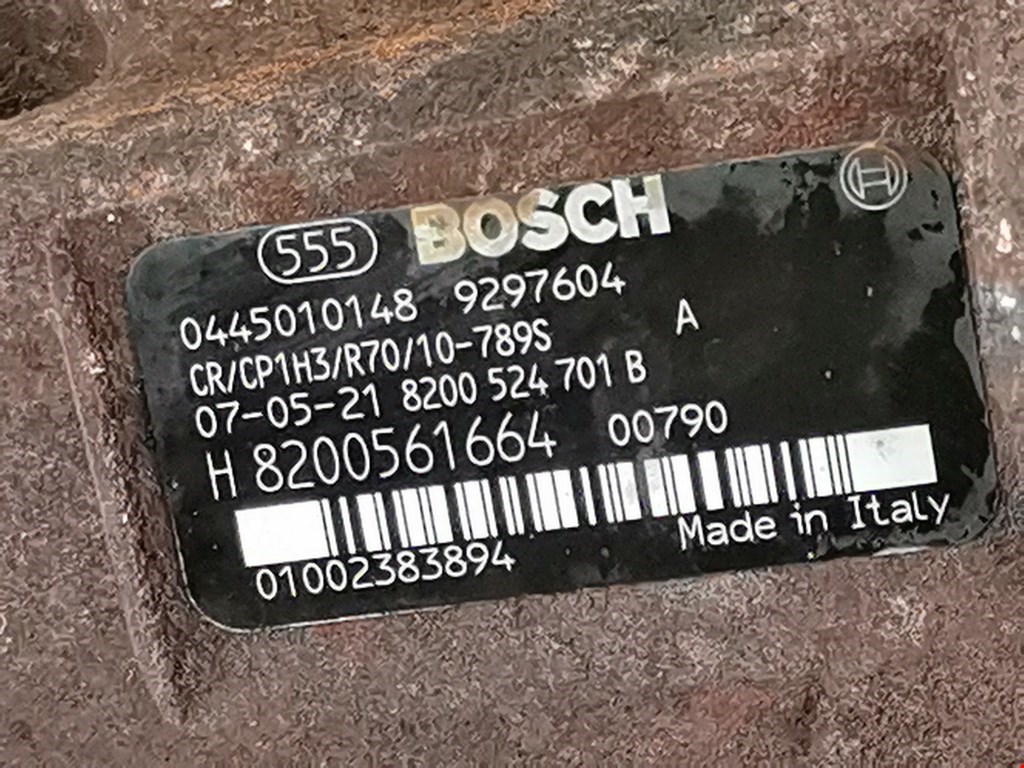 555 BOSCH
0445010148 9297604
CR/CP1H3/R70/10-789S A
07-05-21 8200 524 701 B
H 8200561664 00790
01002383894 Made in Italy